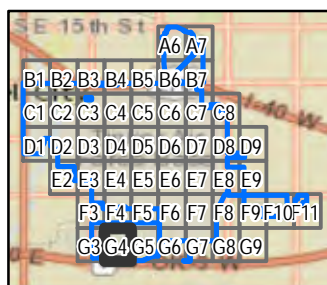 SE 15th St
A6 A7
B1 B2 B3 B4 B5 B6 B7
I-40 W
C1 C2 C3 C4 C5 C6 C7 C8
D1 D2 D3 D4 D5 D6 D7 D8 D9
E2 E3 E4 E5 E6 E7 E8 E9
F3 F4 F5 F6 F7 F8 F9 F10 F11
G3 G4 G5 G6 G7 G8 G9